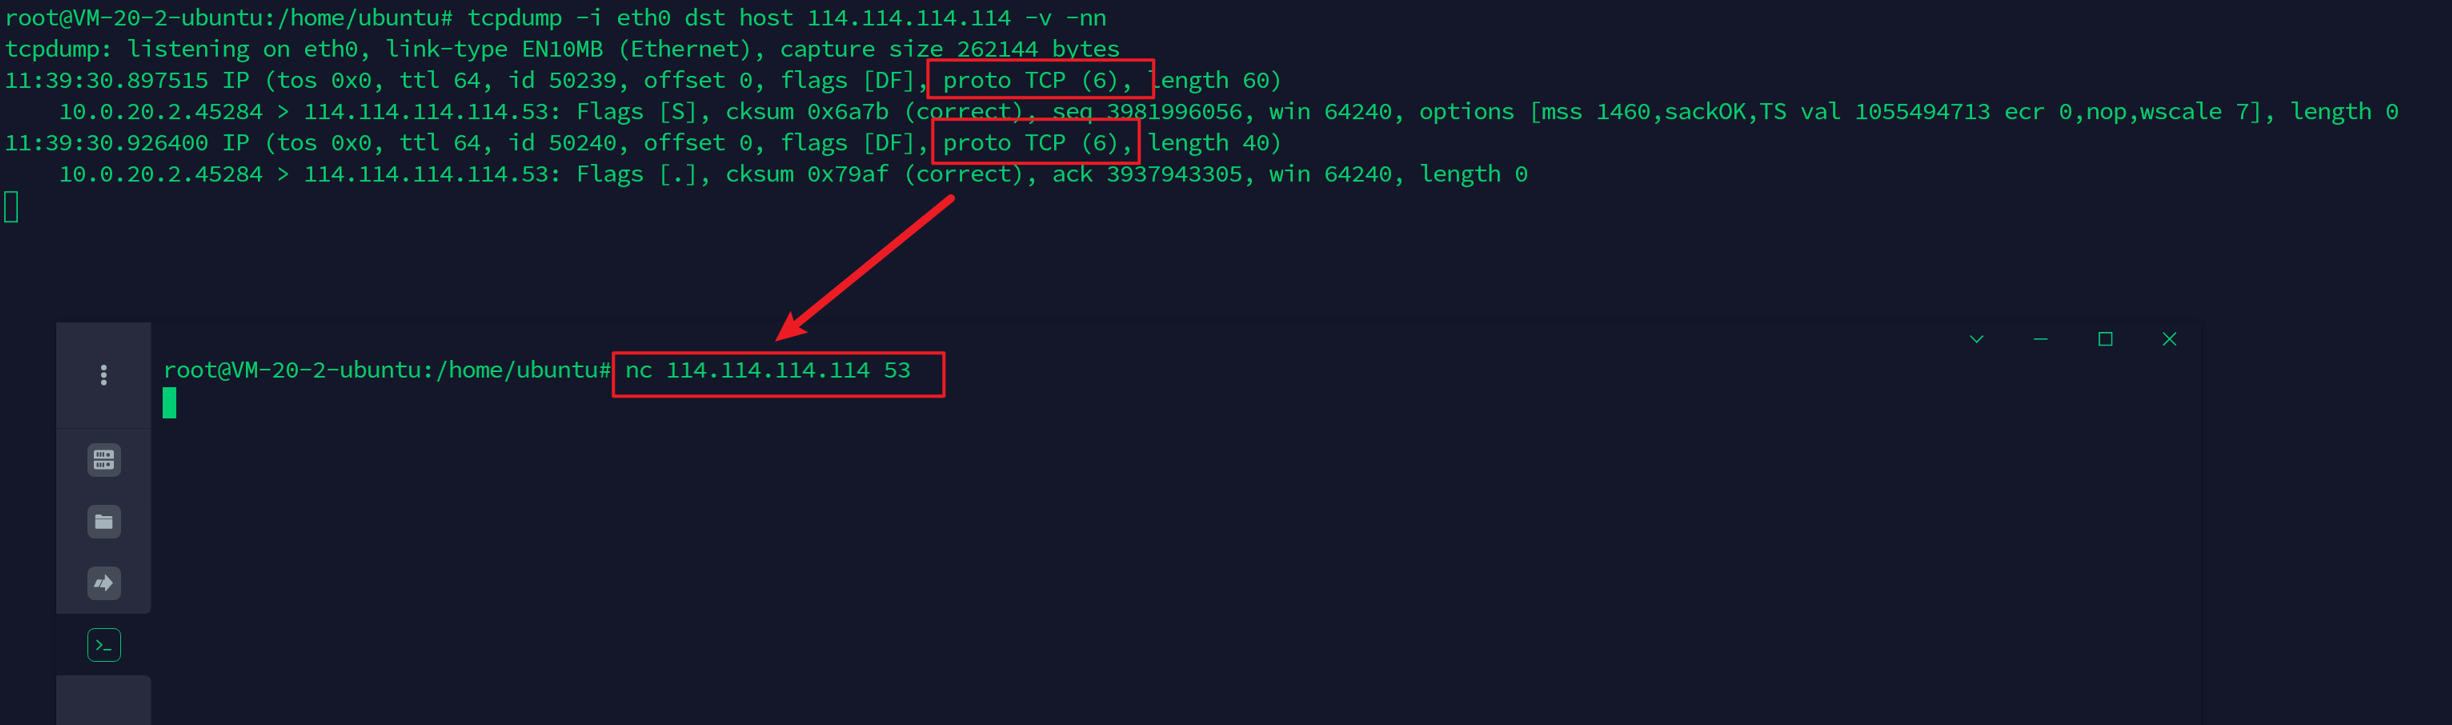 root@VM-20-2-ubuntu:/home/ubuntu# tcpdump -i eth0 dst host 114.114.114.114 -v -nn
tcpdump: listening on eth0, link-type EN10MB (Ethernet), capture size 262144 bytes
11:39:30.897515 IP (tos 0x0, ttl 64, id 50239, offset 0, flags [DF], proto TCP (6), length 60)
    10.0.20.2.45284 > 114.114.114.114.53: Flags [S], cksum 0x6a7b (correct), seq 3981996056, win 64240, options [mss 1460,sackOK,TS val 1055494713 ecr 0,nop,wscale 7], length 0
11:39:30.926400 IP (tos 0x0, ttl 64, id 50240, offset 0, flags [DF], proto TCP (6), length 40)
    10.0.20.2.45284 > 114.114.114.114.53: Flags [.], cksum 0x79af (correct), ack 3937943305, win 64240, length 0
root@VM-20-2-ubuntu:/home/ubuntu# nc 114.114.114.114 53